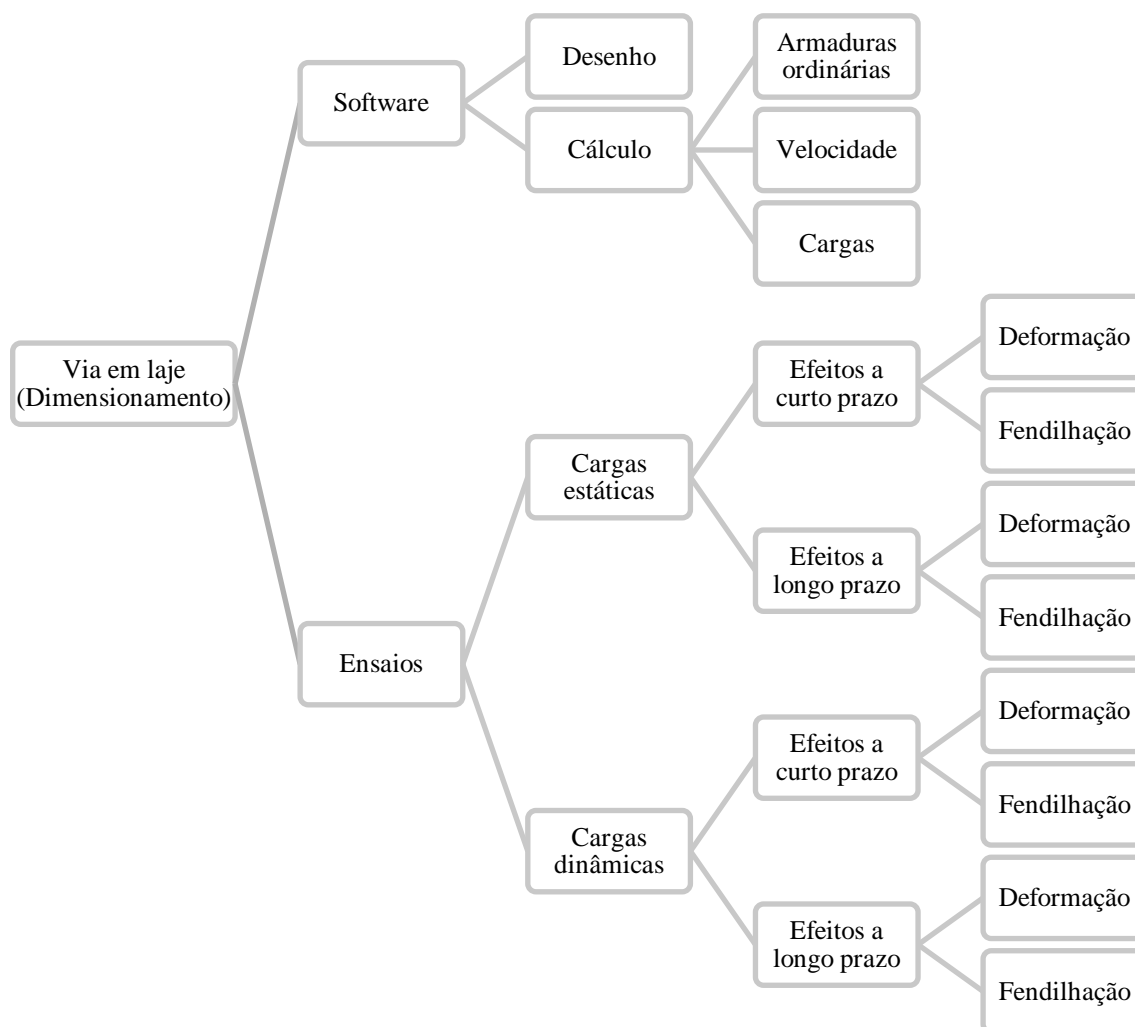 Desenho
Armaduras
ordinárias
Software
Cálculo
Velocidade
Cargas
Via em laje
(Dimensionamento)
Efeitos a
curto prazo
Deformação
Fendilhação
Cargas
estáticas
Efeitos a
longo prazo
Deformação
Fendilhação
Ensaios
Efeitos a
curto prazo
Deformação
Fendilhação
Cargas
dinâmicas
Efeitos a
longo prazo
Deformação
Fendilhação